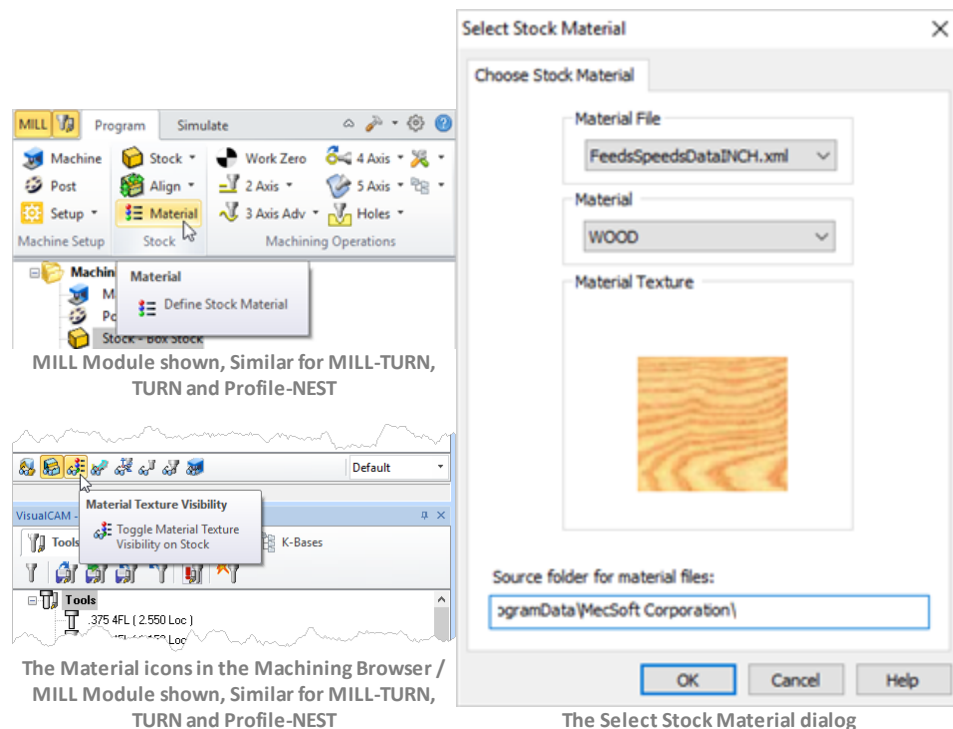 MILL Program Simulate
Machine Stock Work Zero 4 Axis
Post Align 2 Axis 5 Axis
Setup Material 3 Axis Adv Holes
Machine Setup Stock Machining Operations
Machin
Material
Define Stock Material
Stock - Box Stock
MILL Module shown, Similar for MILL-TURN,
TURN and Profile-NEST
Default
Material Texture Visibility
VisualCAM -
Toggle Material Texture
Visibility on Stock
Tools K-Bases
Tools
.375 4FL ( 2.550 Loc )
The Material icons in the Machining Browser /
MILL Module shown, Similar for MILL-TURN,
TURN and Profile-NEST
Select Stock Material
Choose Stock Material
Material File
FeedsSpeedsDataINCH.xml
Material
WOOD
Material Texture
Source folder for material files:
ogramData\MecSoft Corporation\
OK Cancel Help
The Select Stock Material dialog